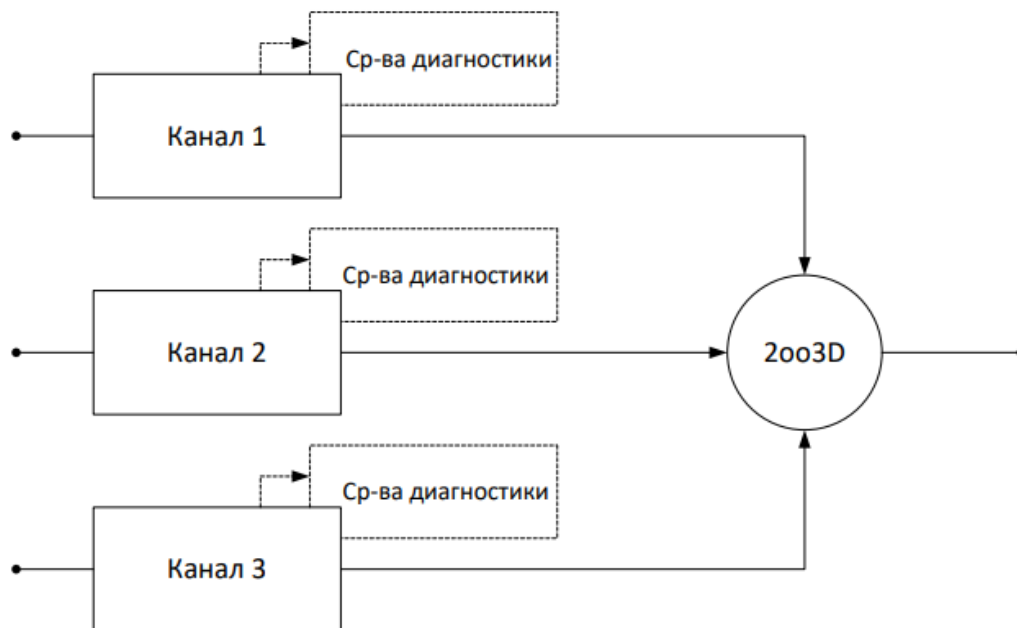 Ср-ва диагностики
Канал 1
Ср-ва диагностики
Канал 2
2oo3D
Ср-ва диагностики
Канал 3